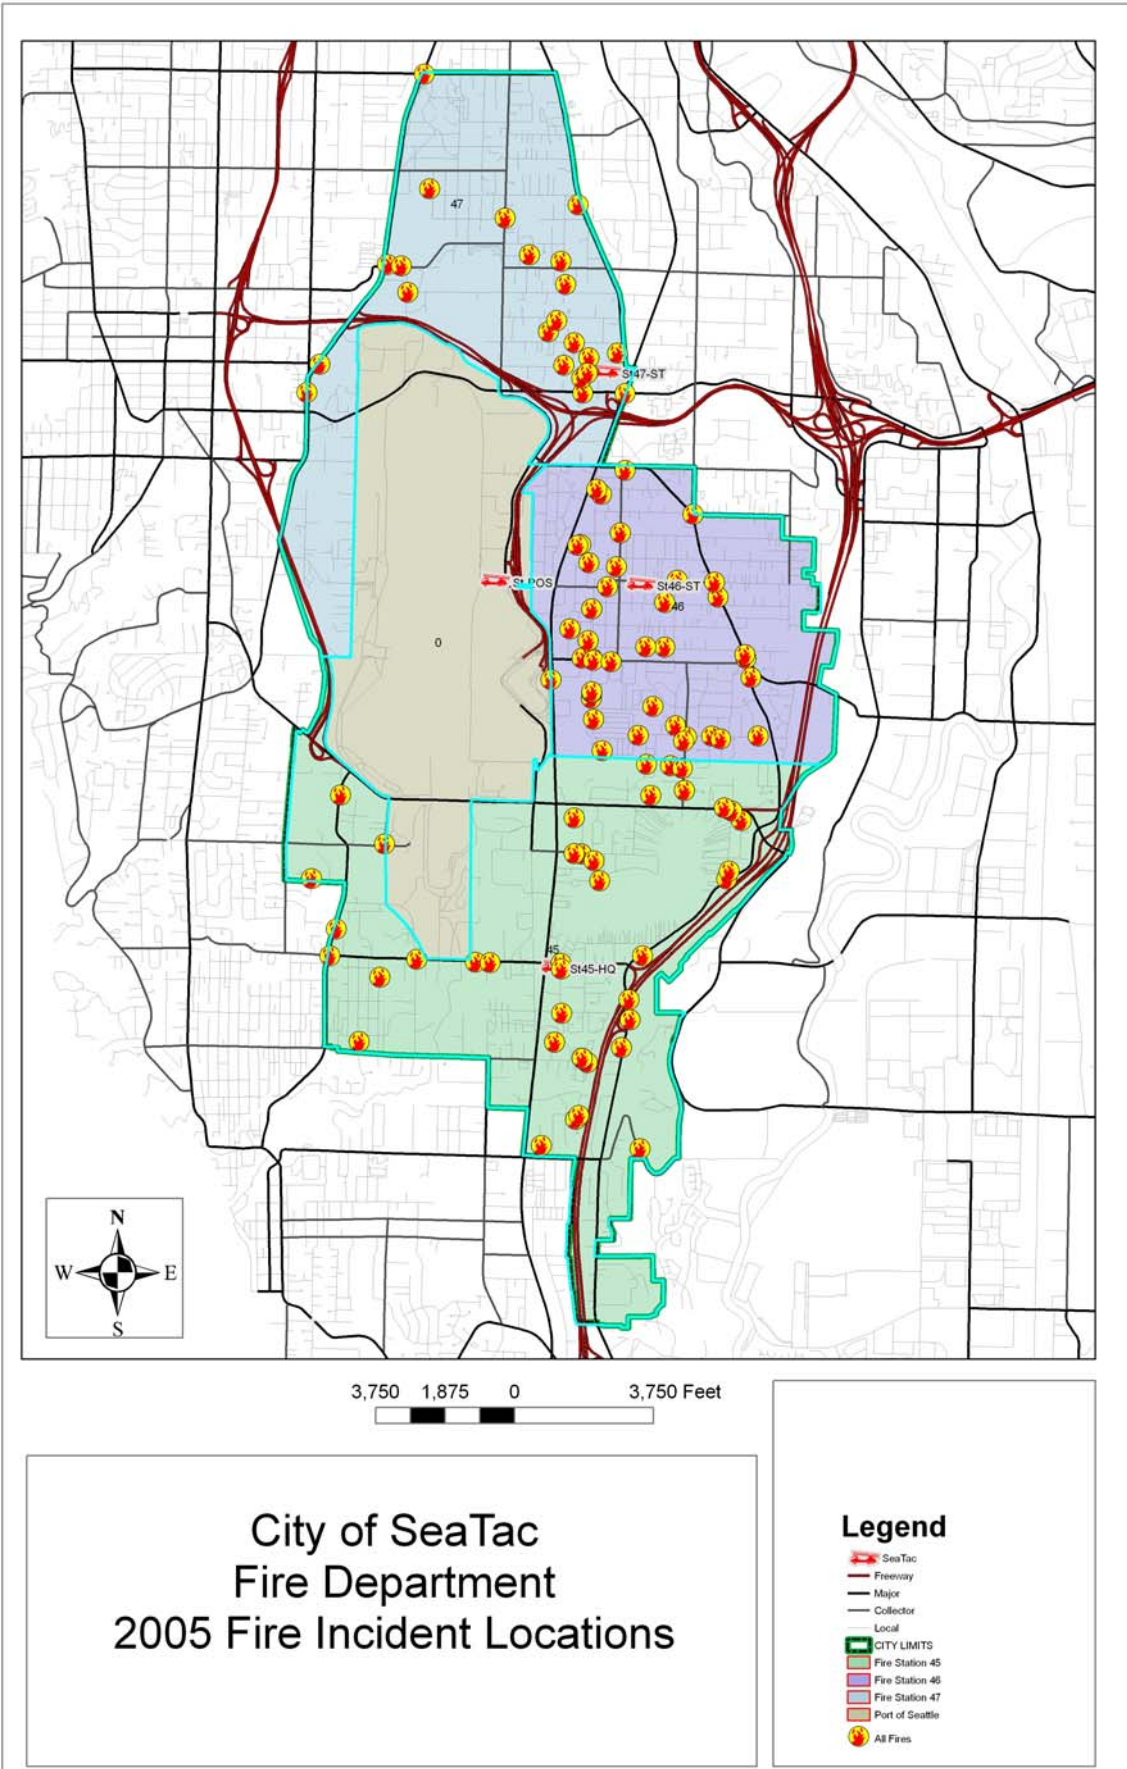 47
St47-ST
St POS
St46-ST
46
0
45
St45-HQ
N
W E
S
3,750 1,875 0 3,750 Feet
City of SeaTac
Fire Department
2005 Fire Incident Locations
Legend
SeaTac
Freeway
Major
Collector
Local
CITY LIMITS
Fire Station 45
Fire Station 46
Fire Station 47
Port of Seattle
All Fires